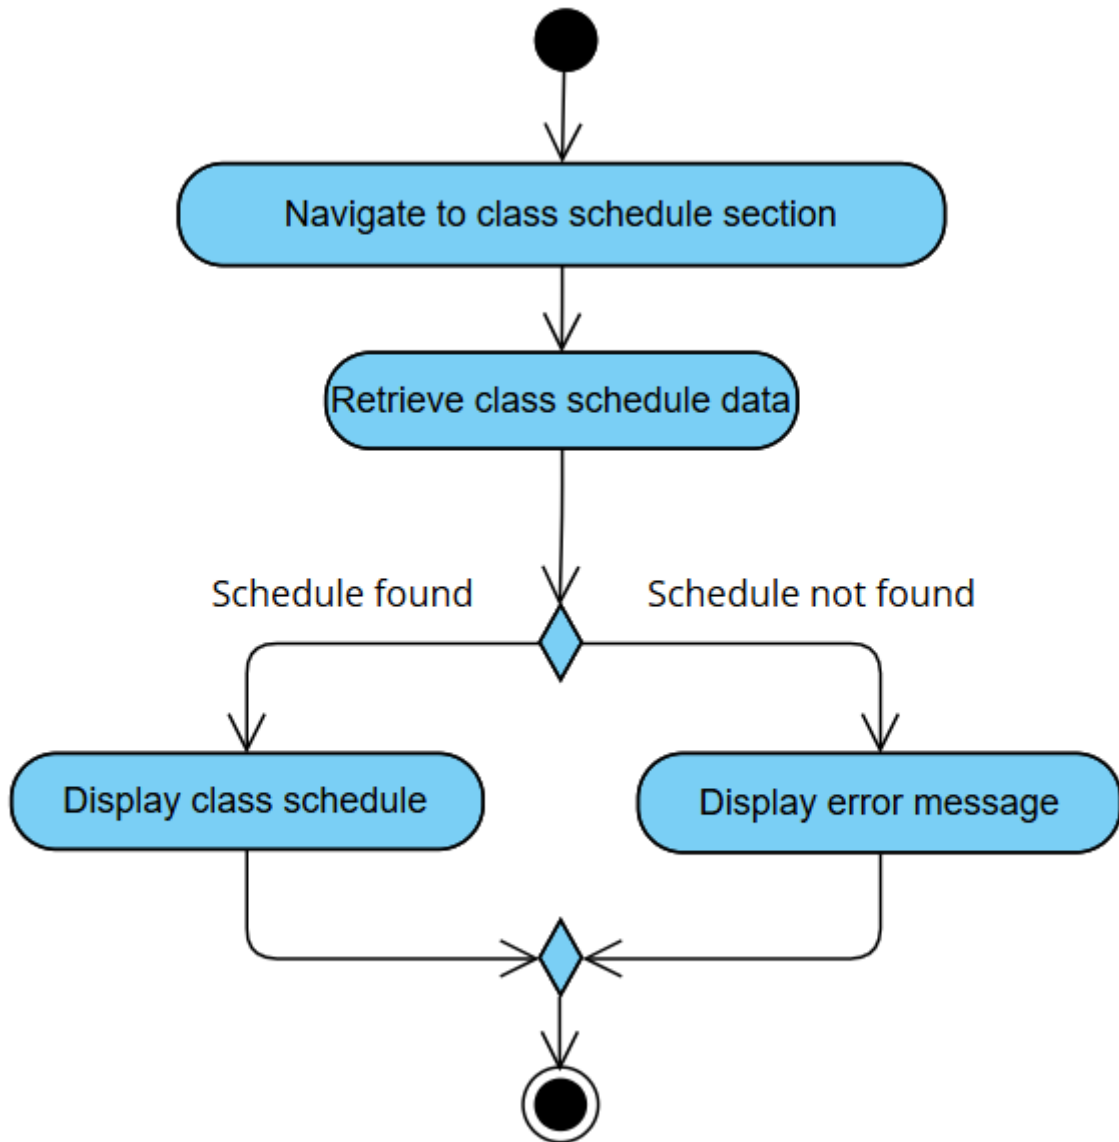 Navigate to class schedule section
Retrieve class schedule data
Schedule found
Schedule not found
Display class schedule
Display error message